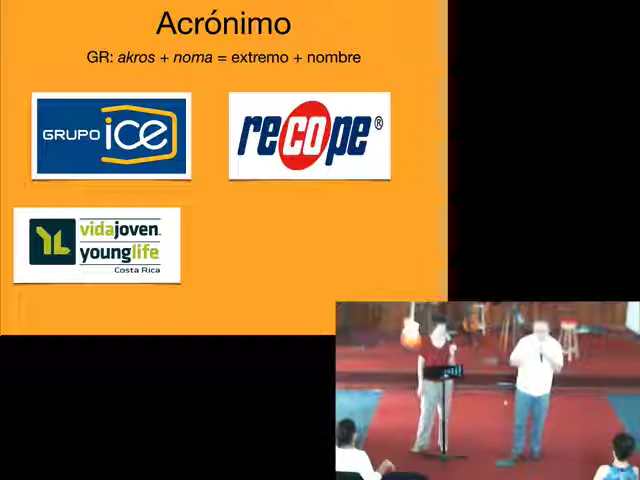 Acrónimo
GR: akros + noma = extremo + nombre
GRUPO ice
recope®
vidajoven.
younglife
Costa Rica